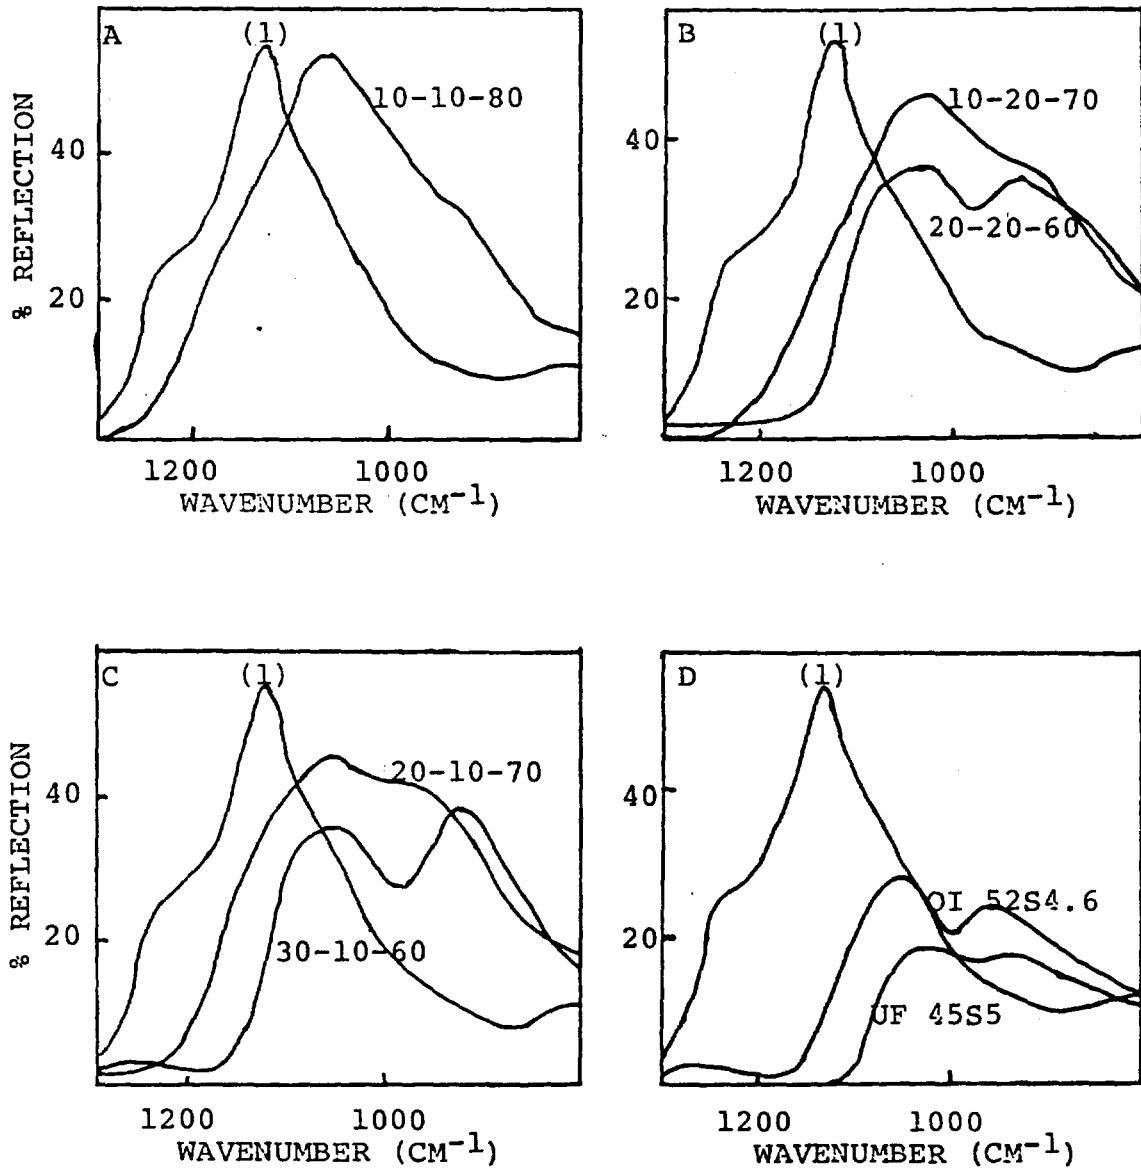 A
(1)
10-10-80
40
20
% REFLECTION
1200
1000
WAVENUMBER (CM-1)
B
(1)
10-20-70
20-20-60
40
20
1200
1000
WAVENUMBER (CM-1)
C
(1)
20-10-70
30-10-60
40
20
% REFLECTION
1200
1000
WAVENUMBER (CM-1)
D
(1)
OI 52S4.6
UF 45S5
40
20
1200
1000
WAVENUMBER (CM-1)